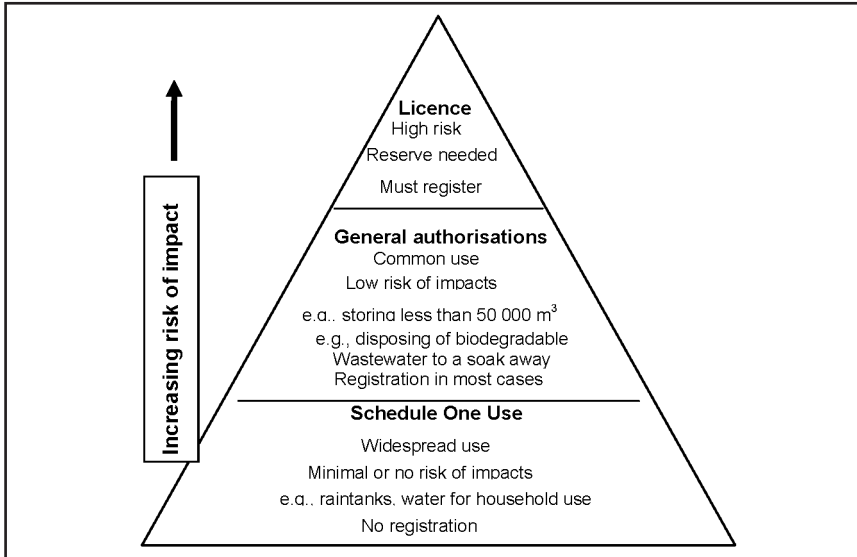 Licence
High risk
Reserve needed
Must register
Increasing risk of impact
General authorisations
Common use
Low risk of impacts
e.g., storing less than 50 000 m³
e.g., disposing of biodegradable
Wastewater to a soak away
Registration in most cases
Schedule One Use
Widespread use
Minimal or no risk of impacts
e.g., raintanks, water for household use
No registration